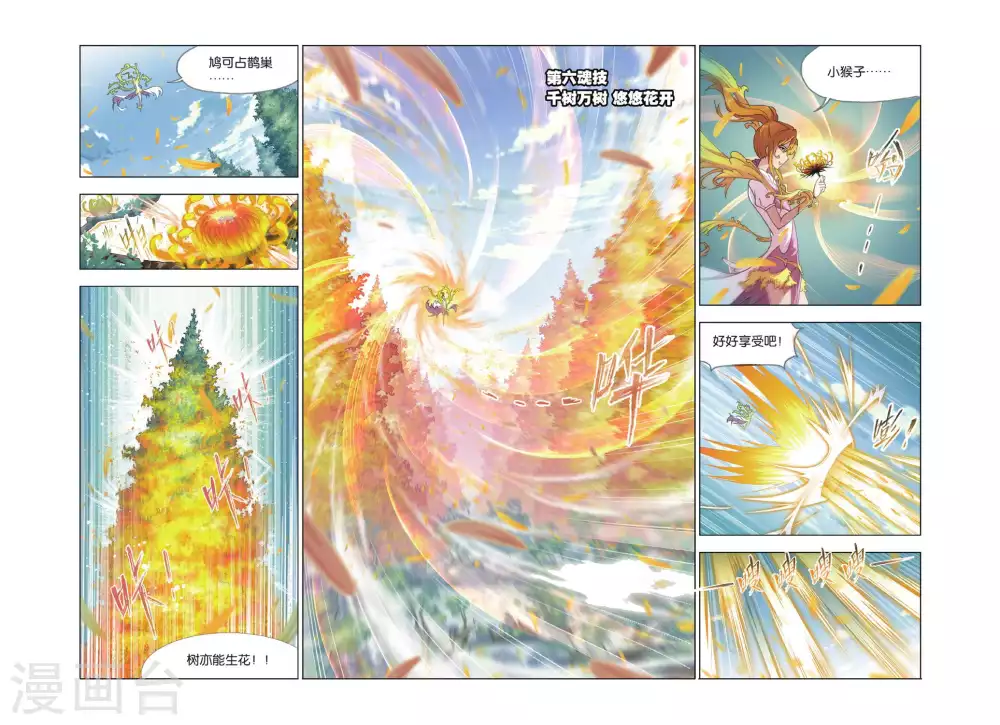 鸠可占鹊巢
……
咔
咔
咔
咔!
树亦能生花!!
第六魂技
千树万树 悠悠花开
哗
小猴子……
好好享受吧!
嘭!
嗖嗖嗖嗖
漫画台